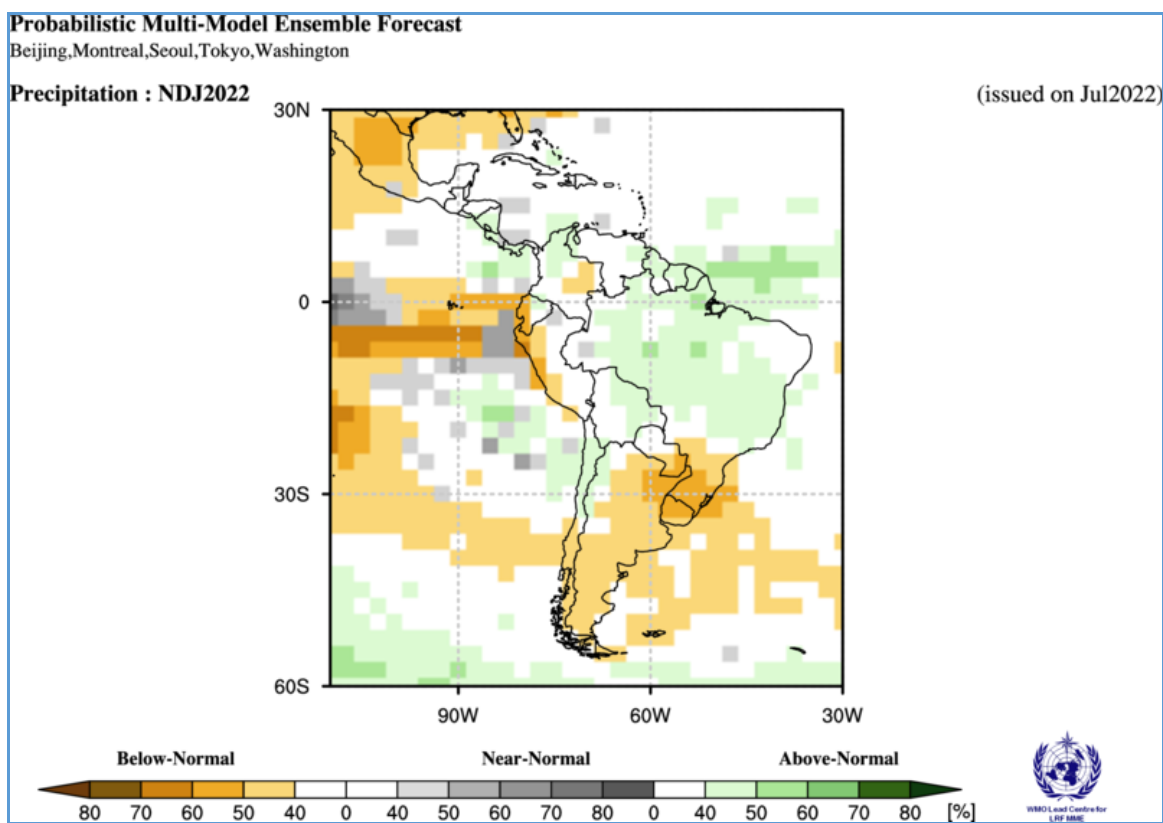 Probabilistic Multi-Model Ensemble Forecast
Beijing,Montreal,Seoul,Tokyo,Washington
Precipitation : NDJ2022 (issued on Jul2022)
30N
0
30S
60S
90W 60W 30W
Below-Normal Near-Normal Above-Normal
80 70 60 50 40 0 40 50 60 70 80 0 40 50 60 70 80 [%]
WMO Lead Centre for
LRF MME